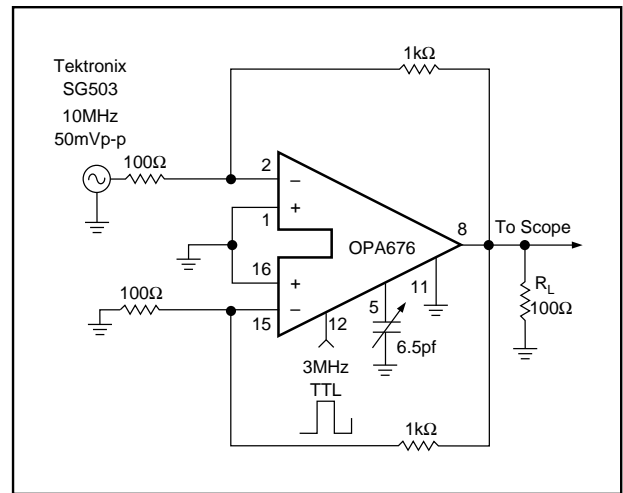 Tektronix
SG503
10MHz
50mVp-p
100Ω
1kΩ
2
–
+
1
OPA676
8
To Scope
16
+
–
15
100Ω
12
5
11
6.5pf
R_L
100Ω
3MHz
TTL
1kΩ